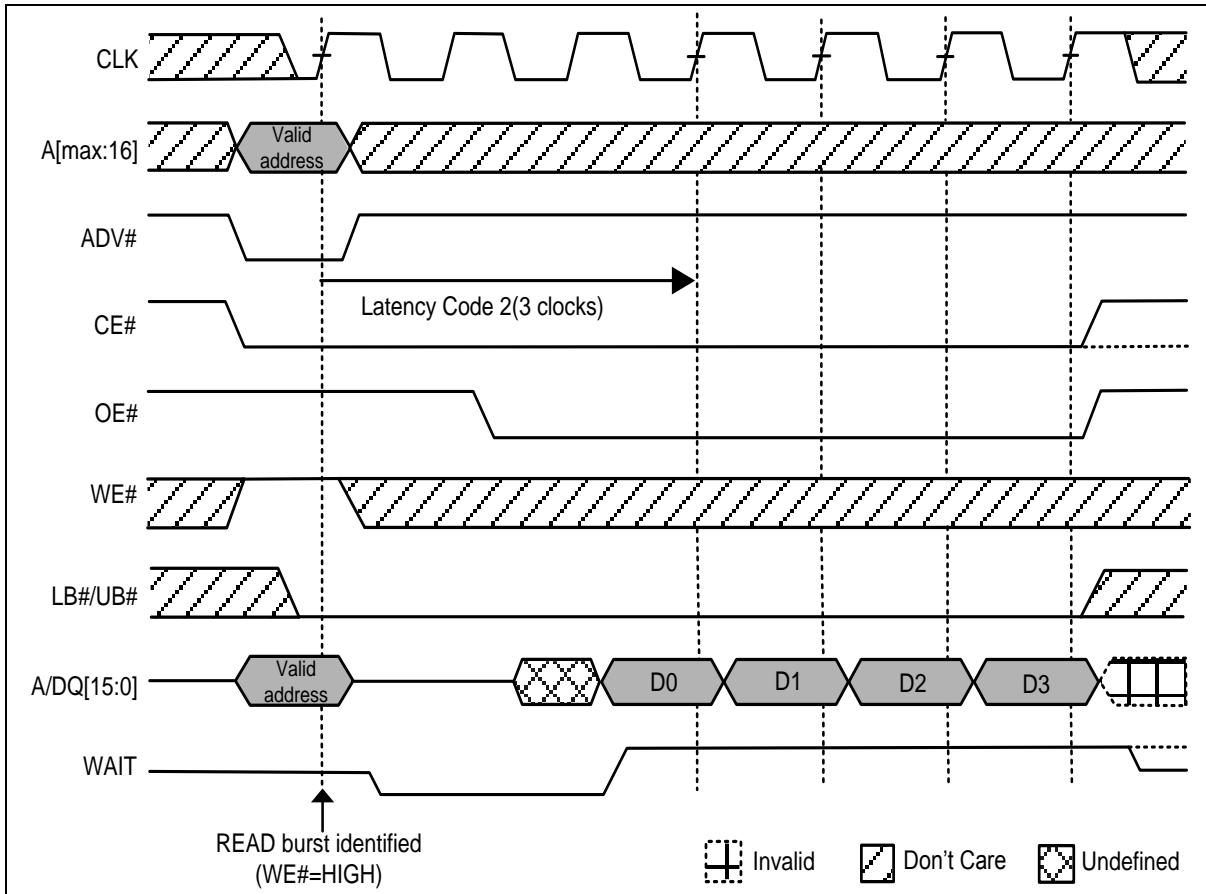 CLK
A[max:16]
Valid
address
ADV#
Latency Code 2(3 clocks)
CE#
OE#
WE#
LB#/UB#
A/DQ[15:0]
Valid
address
D0
D1
D2
D3
WAIT
READ burst identified
(WE#=HIGH)
Invalid
Don't Care
Undefined